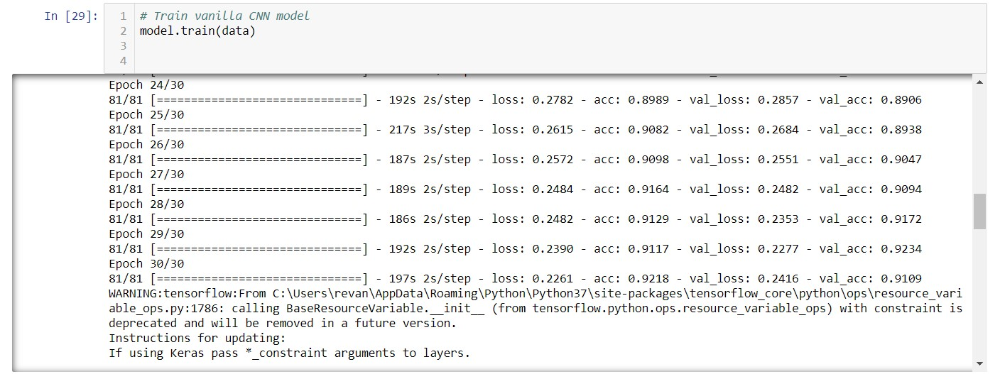 In [29]:
1 # Train vanilla CNN model
2 model.train(data)
3
4
Epoch 24/30
81/81 [==============================] - 192s 2s/step - loss: 0.2782 - acc: 0.8989 - val_loss: 0.2857 - val_acc: 0.8906
Epoch 25/30
81/81 [==============================] - 217s 3s/step - loss: 0.2615 - acc: 0.9082 - val_loss: 0.2684 - val_acc: 0.8938
Epoch 26/30
81/81 [==============================] - 187s 2s/step - loss: 0.2572 - acc: 0.9098 - val_loss: 0.2551 - val_acc: 0.9047
Epoch 27/30
81/81 [==============================] - 189s 2s/step - loss: 0.2484 - acc: 0.9164 - val_loss: 0.2482 - val_acc: 0.9094
Epoch 28/30
81/81 [==============================] - 186s 2s/step - loss: 0.2482 - acc: 0.9129 - val_loss: 0.2353 - val_acc: 0.9172
Epoch 29/30
81/81 [==============================] - 192s 2s/step - loss: 0.2390 - acc: 0.9117 - val_loss: 0.2277 - val_acc: 0.9234
Epoch 30/30
81/81 [==============================] - 197s 2s/step - loss: 0.2261 - acc: 0.9218 - val_loss: 0.2416 - val_acc: 0.9109
WARNING:tensorflow:From C:\Users\revan\AppData\Roaming\Python\Python37\site-packages\tensorflow_core\python\ops\resource_vari
able_ops.py:1786: calling BaseResourceVariable.__init__ (from tensorflow.python.ops.resource_variable_ops) with constraint is
deprecated and will be removed in a future version.
Instructions for updating:
If using Keras pass *_constraint arguments to layers.